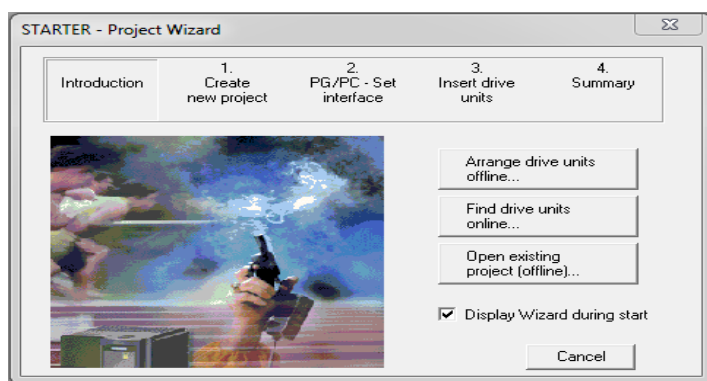 STARTER - Project Wizard
Introduction
1.
Create
new project
2.
PG/PC - Set
interface
3.
Insert drive
units
4.
Summary
Arrange drive units
offline...
Find drive units
online...
Open existing
project (offline)...
Display Wizard during start
Cancel